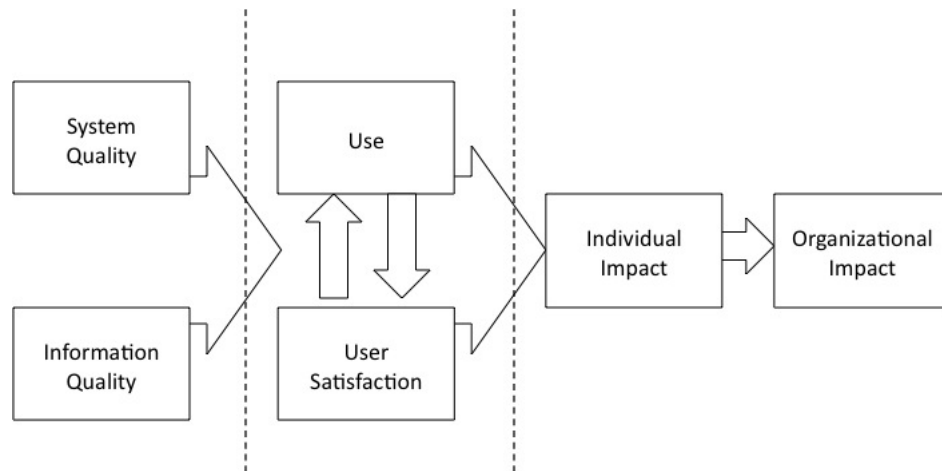 System
Quality
Use
Individual
Impact
Organizational
Impact
Information
Quality
User
Satisfaction